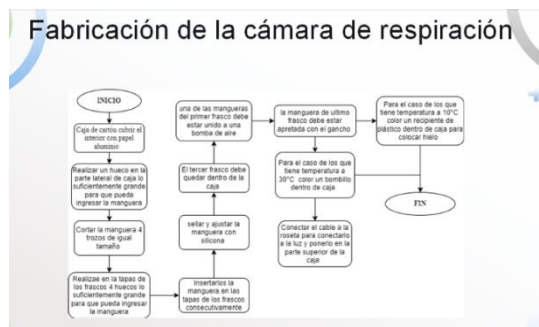 Fabricación de la cámara de respiración
INICIO
Caja de cartón cubrir el
interior con papel
aluminio
Realizar un hueco en la
parte lateral de caja lo
suficientemente grande
para que pueda
ingresar la manguera
Cortar la manguera 4
trozos de igual
tamaño
Realizae en la tapas de
los frascos 4 huecos lo
suficientemente grande
para que pueda ingresar
la manguera
Insertarlos la
manguera en las
tapas de los frascos
consecutivamente
sellar y ajustar la
manguera con
silicona
El tercer frasco debe
quedar dentro de la
caja
una de las mangueras
del primer frasco debe
estar unido a una
bomba de aire
la manguera de ultimo
frasco debe estar
apretada con el gancho
Para el caso de los que
tiene temperatura a
30°C color un bombillo
dentro de caja
Conectar el cable a la
roseta para conectarlo
a la luz y ponerlo en la
parte superior de la
caja
Para el caso de los que
tiene temperatura a 10°C
color un recipiente de
plástico dentro de caja para
colocar hielo
FIN